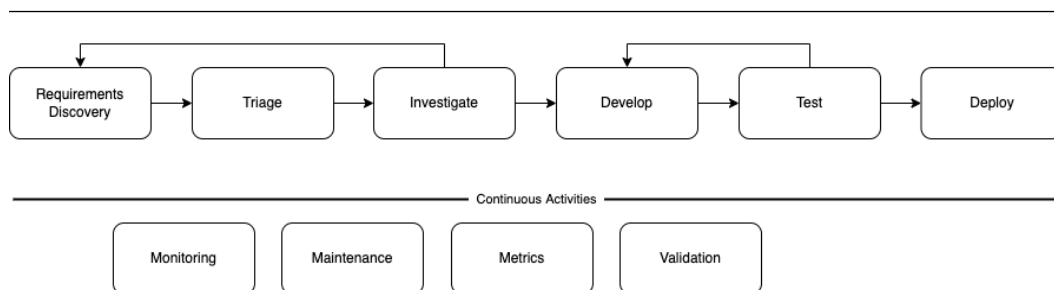 Requirements
Discovery
Triage
Investigate
Develop
Test
Deploy
Continuous Activities
Monitoring
Maintenance
Metrics
Validation